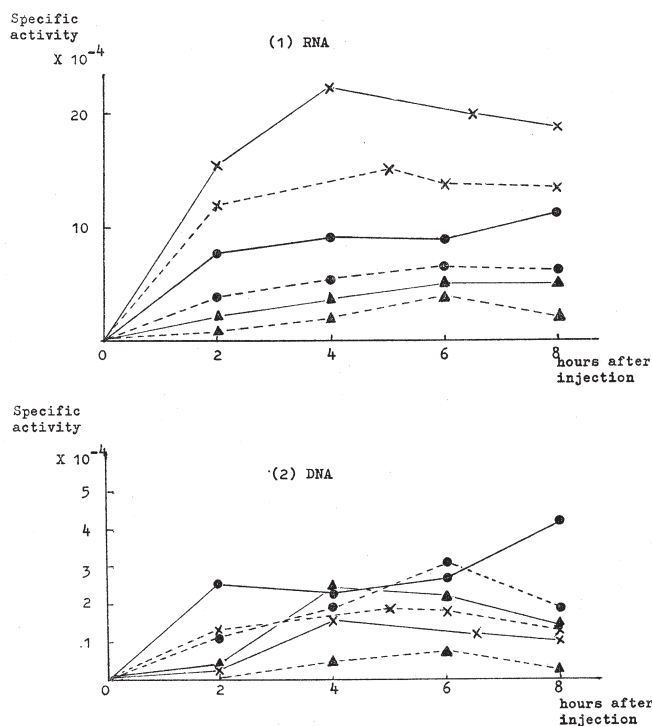 Specific
activity
X 10-4
(1) RNA
20
10
0 2 4 6 8
hours after
injection
Specific
activity
X 10-4
(2) DNA
5
4
3
2
.1
0 2 4 6 8
hours after
injection